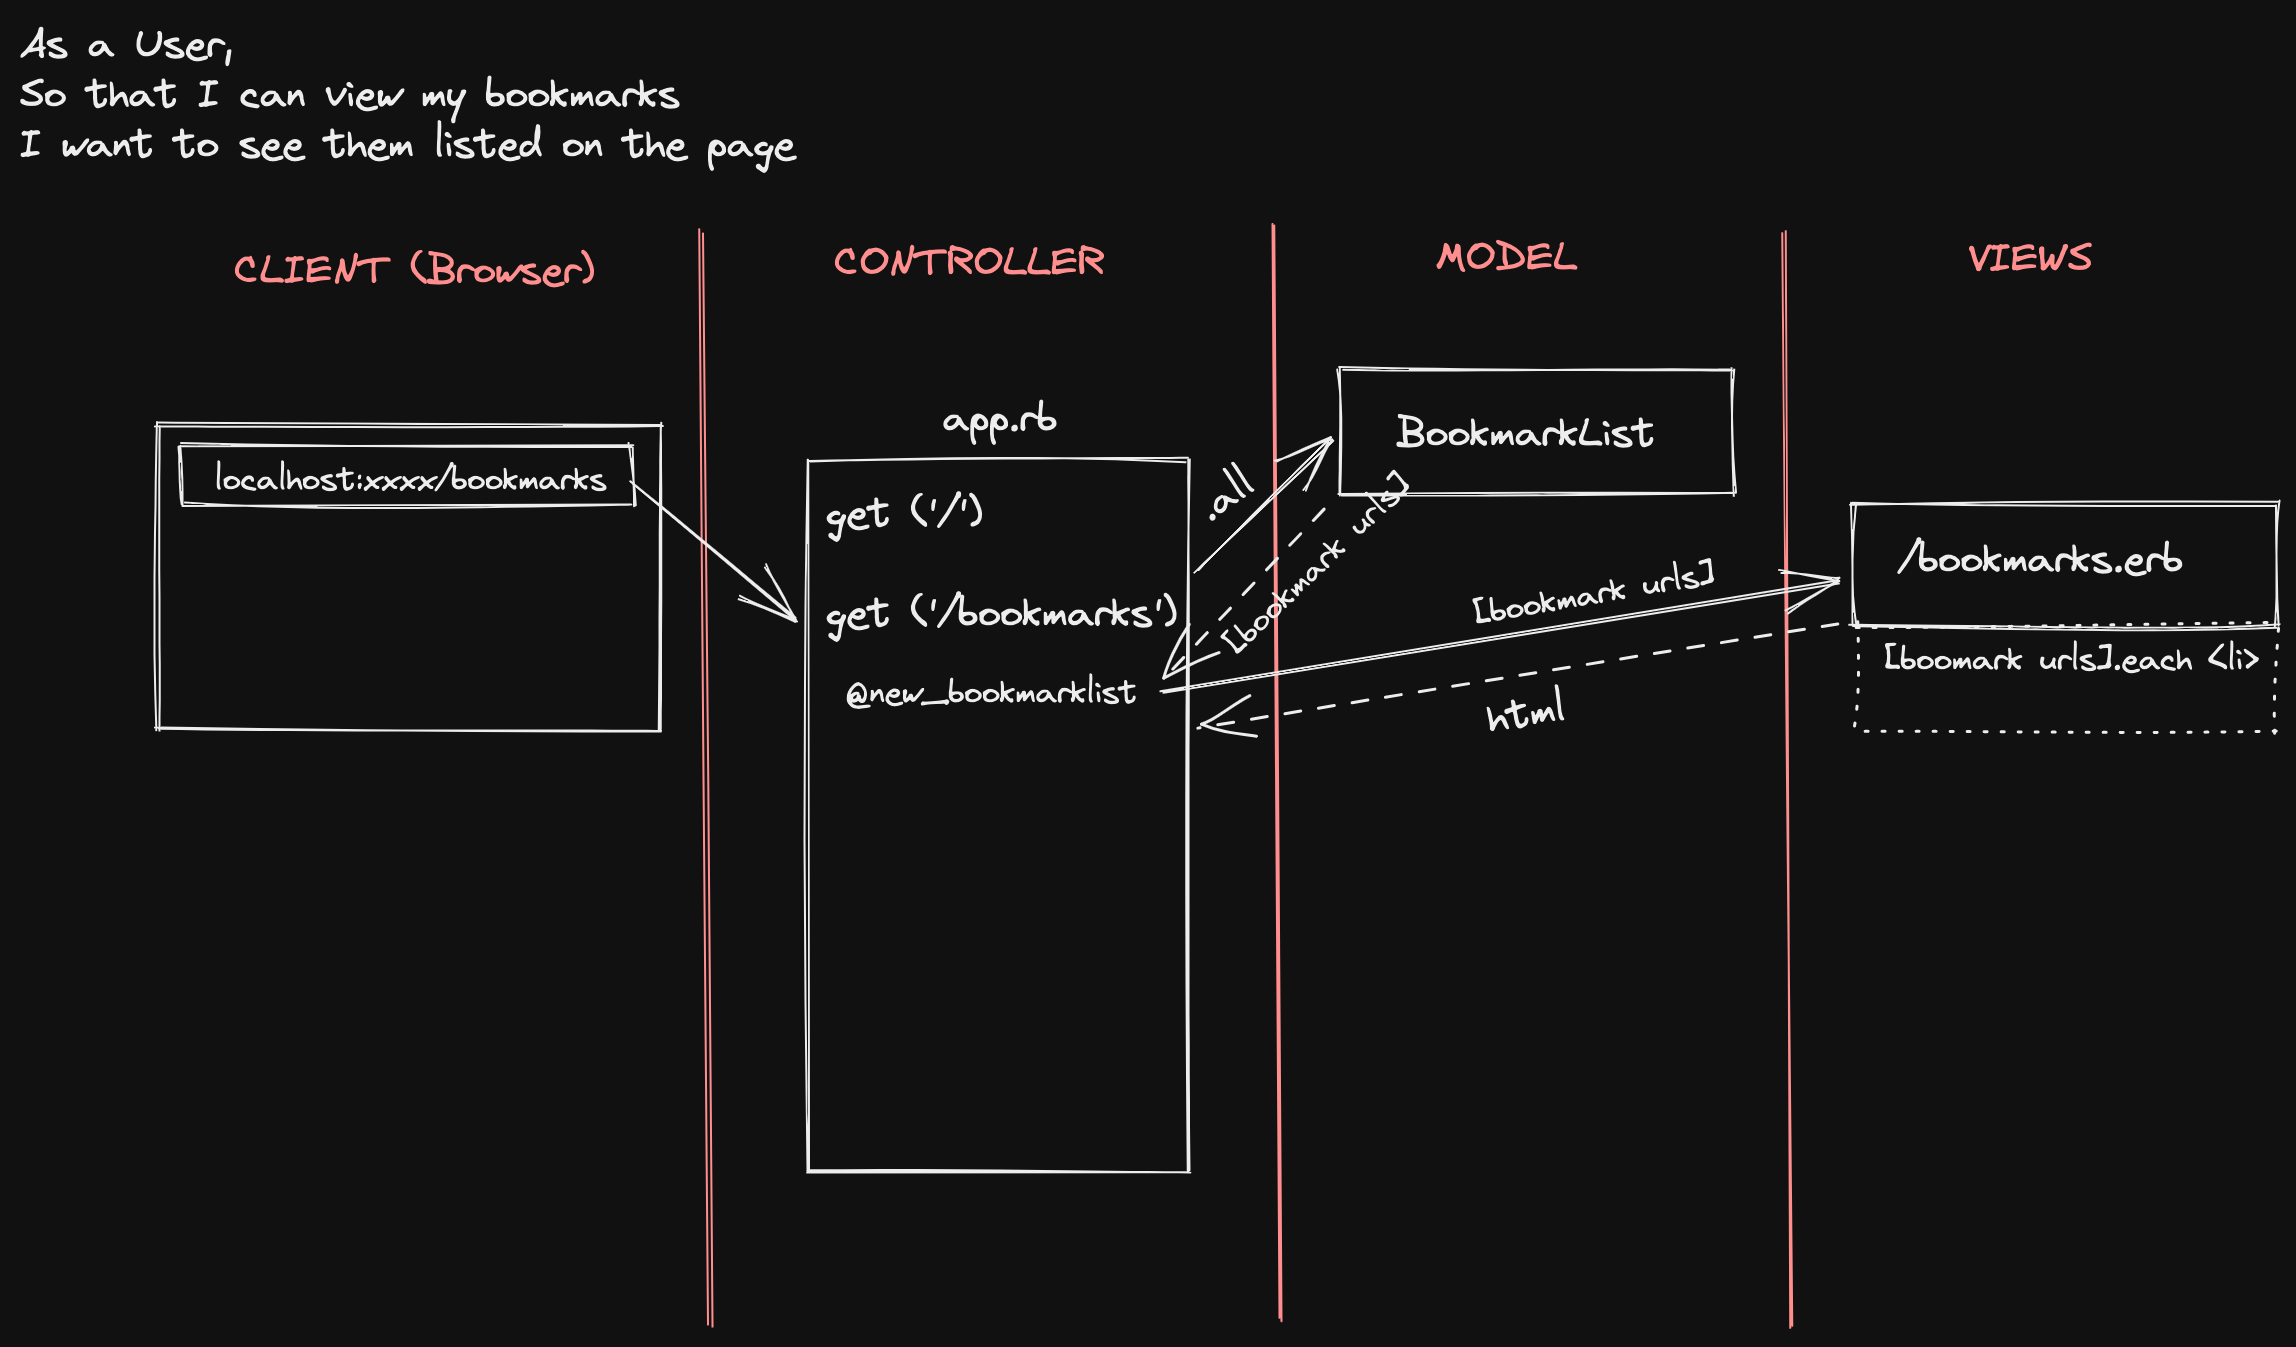 As a User,
So that I can view my bookmarks
I want to see them listed on the page
CLIENT (Browser)
CONTROLLER
MODEL
VIEWS
localhost:xxxx/bookmarks
app.rb
get ('/')
get ('/bookmarks')
@new_bookmarklist
.all
[bookmark urls]
BookmarkList
[bookmark urls]
html
/bookmarks.erb
[boomark urls].each <li>